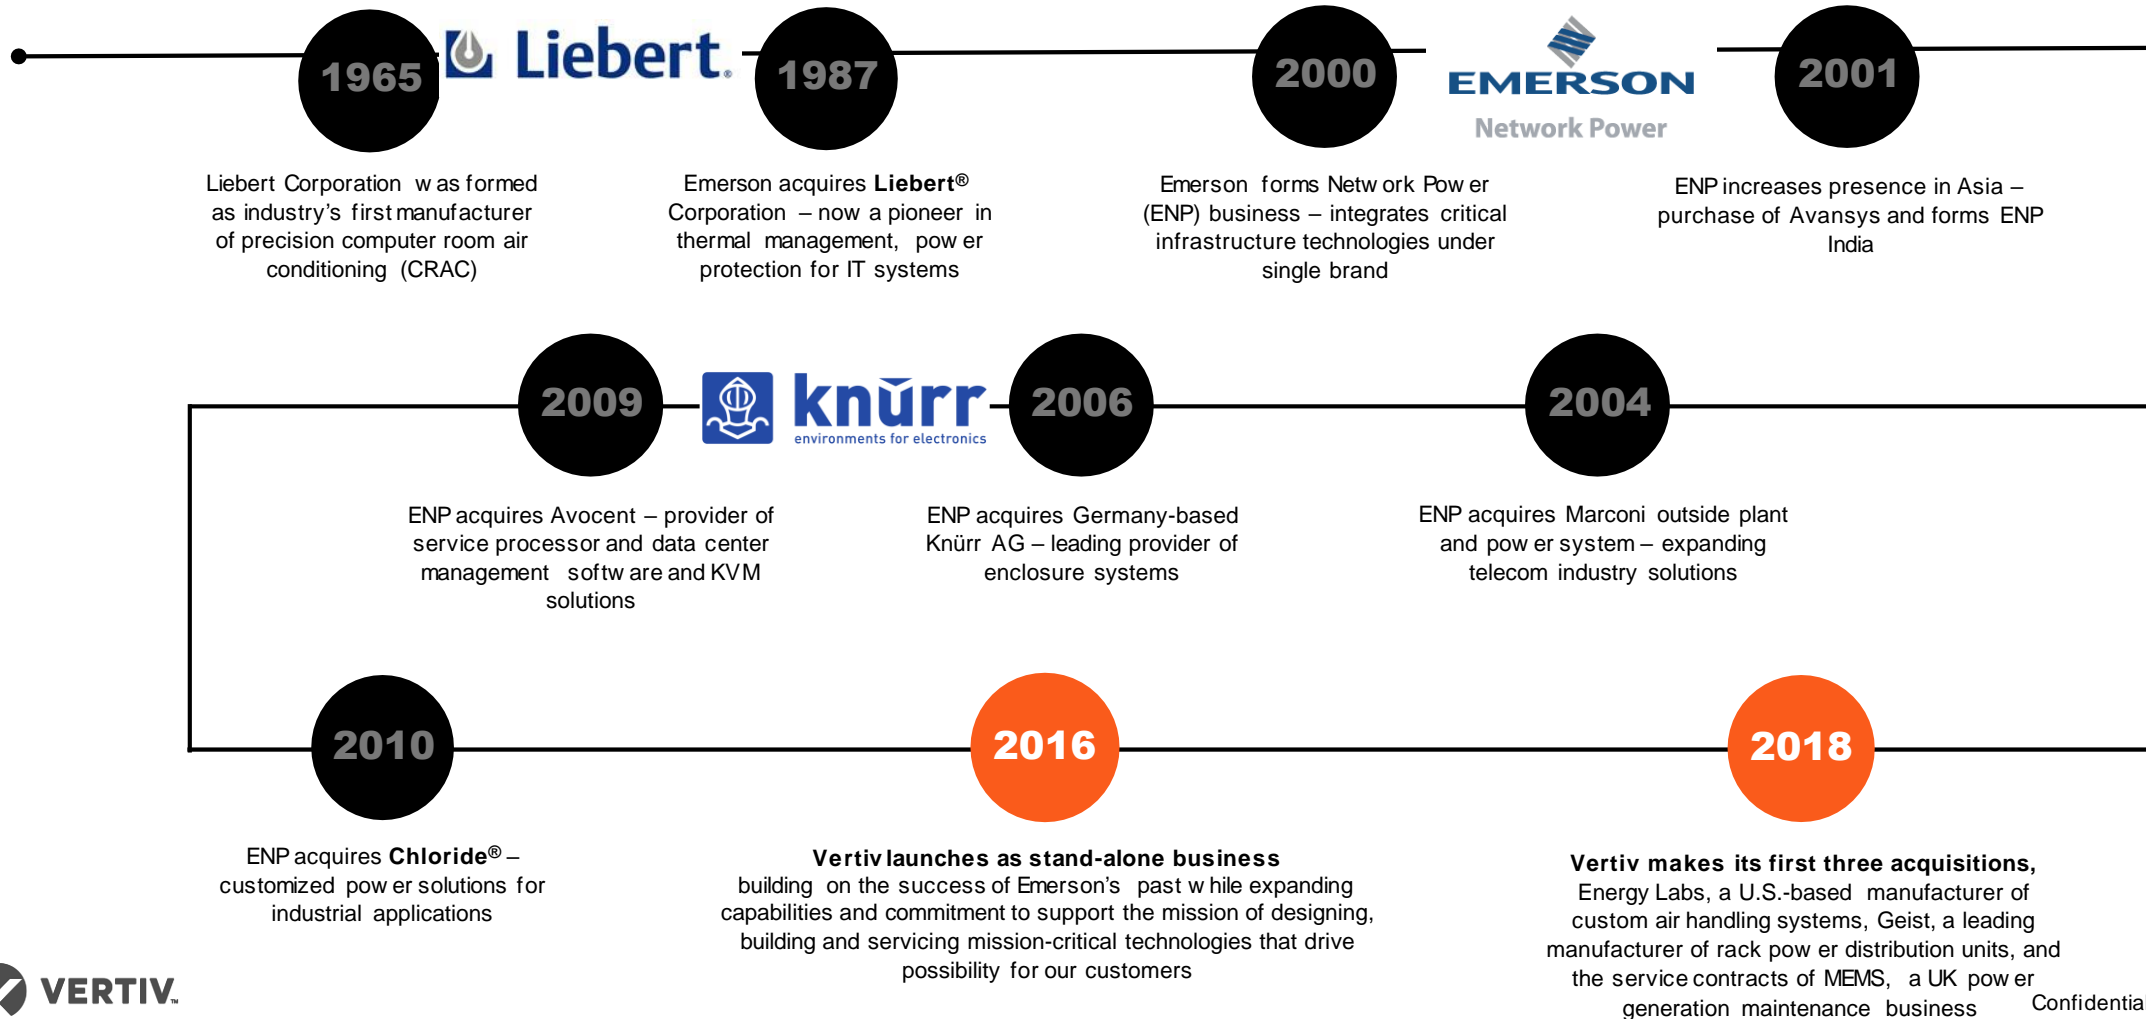 1965
Liebert®
1987
2000
EMERSON
Network Power
2001
Liebert Corporation was formed
as industry's first manufacturer
of precision computer room air
conditioning (CRAC)
Emerson acquires Liebert®
Corporation – now a pioneer in
thermal management, power
protection for IT systems
Emerson forms Network Power
(ENP) business – integrates critical
infrastructure technologies under
single brand
ENP increases presence in Asia –
purchase of Avansys and forms ENP
India
2009
knürr
environments for electronics
2006
2004
ENP acquires Avocent – provider of
service processor and data center
management software and KVM
solutions
ENP acquires Germany-based
Knürr AG – leading provider of
enclosure systems
ENP acquires Marconi outside plant
and power system – expanding
telecom industry solutions
2010
2016
2018
ENP acquires Chloride® –
customized power solutions for
industrial applications
Vertiv launches as stand-alone business
building on the success of Emerson's past while expanding
capabilities and commitment to support the mission of designing,
building and servicing mission-critical technologies that drive
possibility for our customers
Vertiv makes its first three acquisitions,
Energy Labs, a U.S.-based manufacturer of
custom air handling systems, Geist, a leading
manufacturer of rack power distribution units, and
the service contracts of MEMS, a UK power
generation maintenance business
VERTIV™
Confidential